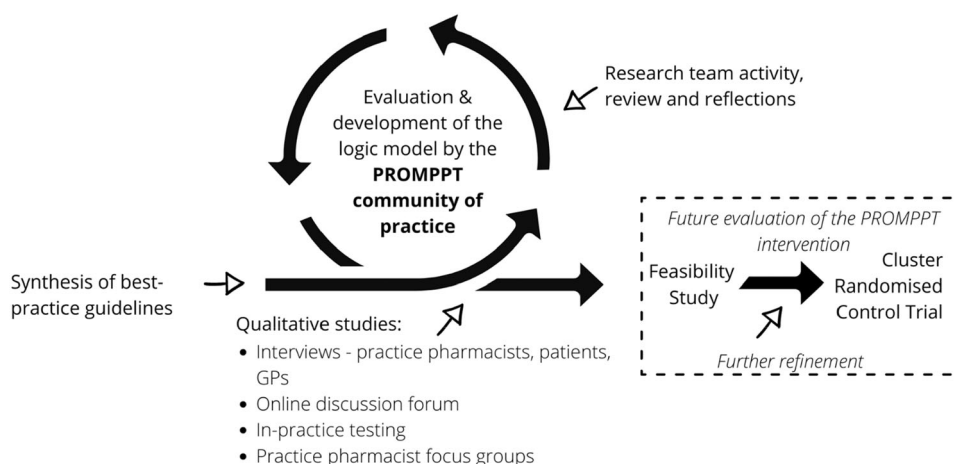 Evaluation &
development of the
logic model by the
PROMPPT
community of
practice
Research team activity,
review and reflections
Synthesis of best-
practice guidelines
Qualitative studies:
• Interviews - practice pharmacists, patients,
GPs
• Online discussion forum
• In-practice testing
• Practice pharmacist focus groups
Future evaluation of the PROMPPT
intervention
Feasibility
Study
Cluster
Randomised
Control Trial
Further refinement